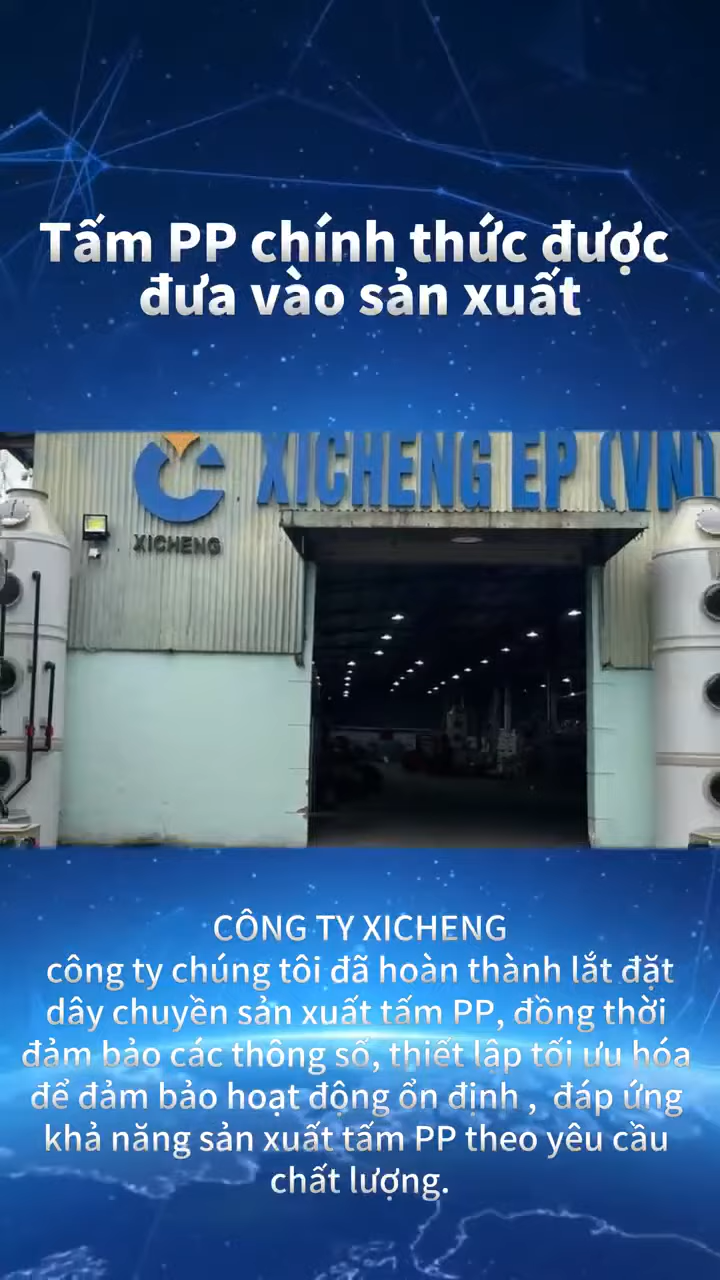 Tấm PP chính thức được
đưa vào sản xuất
XICHENG EP (VN)
XICHENG
CÔNG TY XICHENG
công ty chúng tôi đã hoàn thành lắt đặt
dây chuyền sản xuất tấm PP, đồng thời
đảm bảo các thông số, thiết lập tối ưu hóa
để đảm bảo hoạt động ổn định , đáp ứng
khả năng sản xuất tấm PP theo yêu cầu
chất lượng.